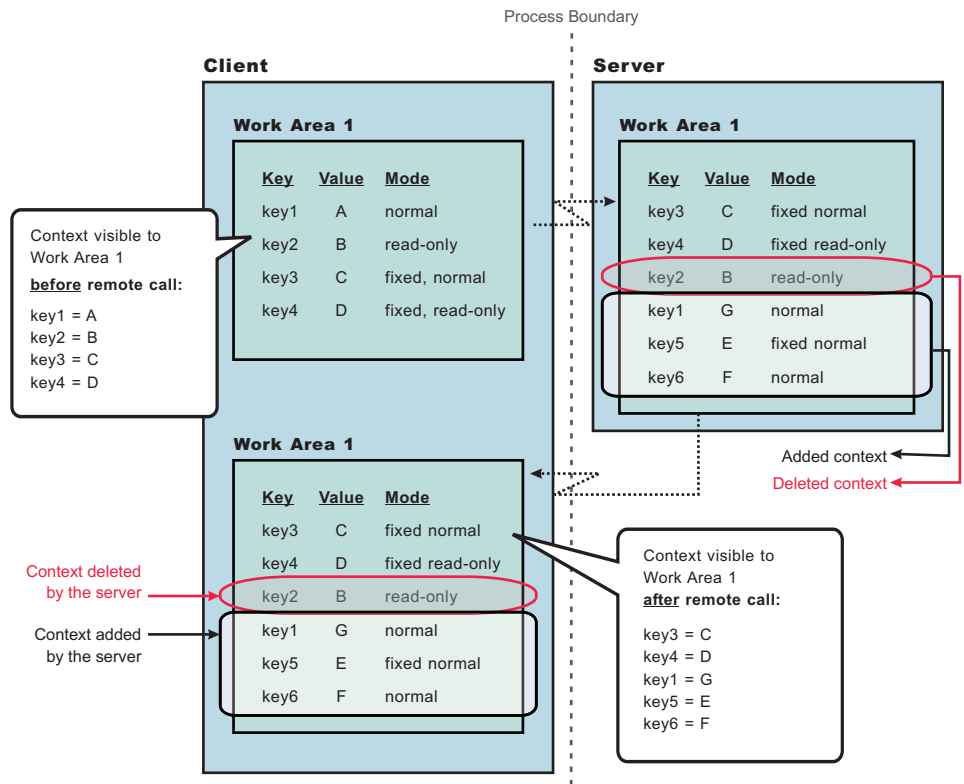 Process Boundary
Client
Server
Work Area 1
Key Value Mode
key1 A normal
key2 B read-only
key3 C fixed, normal
key4 D fixed, read-only
Context visible to
Work Area 1
before remote call:
key1 = A
key2 = B
key3 = C
key4 = D
Work Area 1
Key Value Mode
key3 C fixed normal
key4 D fixed read-only
key2 B read-only
key1 G normal
key5 E fixed normal
key6 F normal
Added context
Deleted context
Work Area 1
Key Value Mode
key3 C fixed normal
key4 D fixed read-only
key2 B read-only
key1 G normal
key5 E fixed normal
key6 F normal
Context deleted
by the server
Context added
by the server
Context visible to
Work Area 1
after remote call:
key3 = C
key4 = D
key1 = G
key5 = E
key6 = F